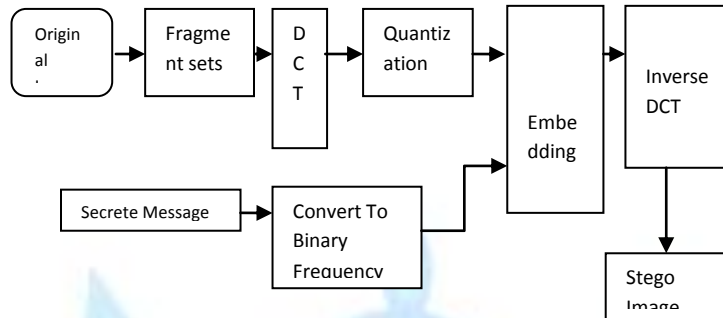 Origin
al
Fragme
nt sets
D
C
T
Quantiz
ation
Embe
dding
Inverse
DCT
Secrete Message
Convert To
Binary
Frequency
Stego
Image